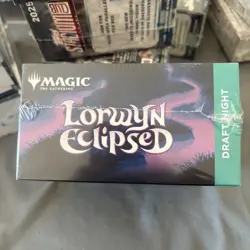 2025
MAGIC
THE GATHERING
LORWYN
ECLIPSED
DRAFT NIGHT